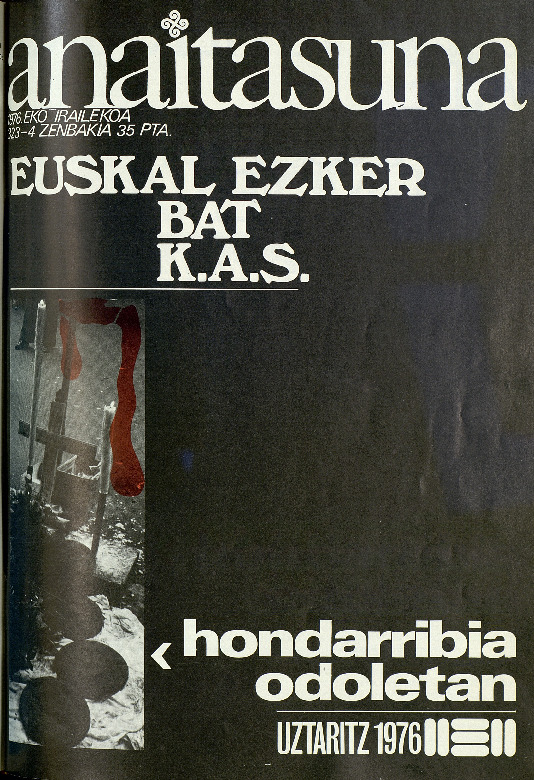 anaitasuna
1976.EKO IRAILEKOA
323-4 ZENBAKIA 35 PTA.
EUSKAL EZKER
BAT
K.A.S.
‹ hondarribia
odoletan
UZTARITZ 1976